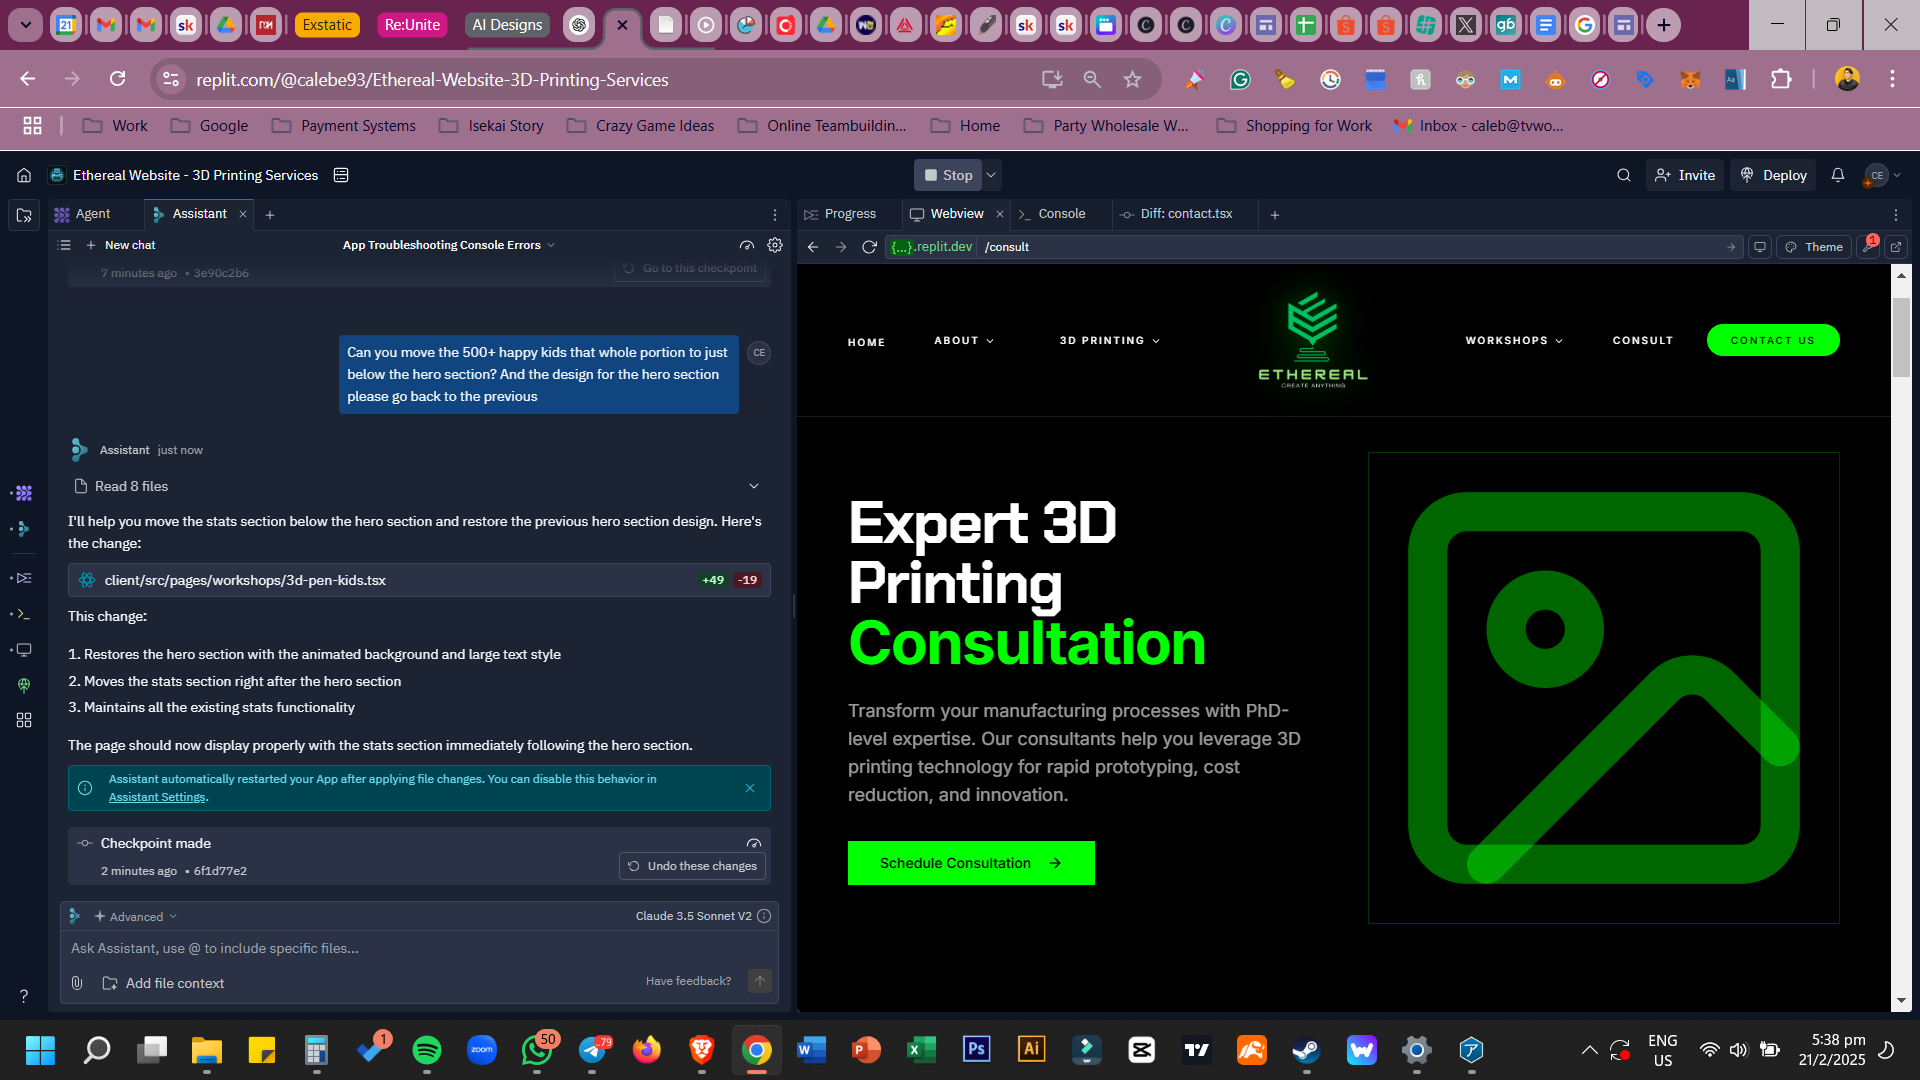 Exstatic
Re:Unite
AI Designs
replit.com/@calebe93/Ethereal-Website-3D-Printing-Services
Work
Google
Payment Systems
Isekai Story
Crazy Game Ideas
Online Teambuildin...
Home
Party Wholesale W...
Shopping for Work
Inbox - caleb@tvwo...
Ethereal Website - 3D Printing Services
Stop
Invite
Deploy
CE
Agent
Assistant
Progress
Webview
Console
Diff: contact.tsx
New chat
App Troubleshooting Console Errors
{...}.replit.dev
/consult
Theme
1
7 minutes ago • 3e90c2b6
Go to this checkpoint
Can you move the 500+ happy kids that whole portion to just
below the hero section? And the design for the hero section
please go back to the previous
CE
Assistant just now
Read 8 files
I'll help you move the stats section below the hero section and restore the previous hero section design. Here's
the change:
client/src/pages/workshops/3d-pen-kids.tsx
+49 -19
This change:
1. Restores the hero section with the animated background and large text style
2. Moves the stats section right after the hero section
3. Maintains all the existing stats functionality
The page should now display properly with the stats section immediately following the hero section.
Assistant automatically restarted your App after applying file changes. You can disable this behavior in
Assistant Settings.
Checkpoint made
2 minutes ago • 6f1d77e2
Undo these changes
Advanced
Claude 3.5 Sonnet V2
Ask Assistant, use @ to include specific files...
Add file context
Have feedback?
?
HOME
ABOUT
3D PRINTING
ETHEREAL
CREATE ANYTHING
WORKSHOPS
CONSULT
CONTACT US
Expert 3D
Printing
Consultation
Transform your manufacturing processes with PhD-
level expertise. Our consultants help you leverage 3D
printing technology for rapid prototyping, cost
reduction, and innovation.
Schedule Consultation
1
zoom
50
.79
W
P
X
Ps
Ai
ENG
US
5:38 pm
21/2/2025